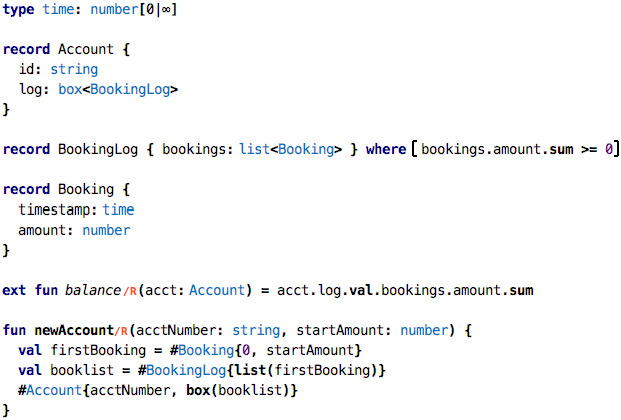 type time: number[0|∞]
record Account {
id: string
log: box<BookingLog>
}
record BookingLog { bookings: list<Booking> } where [ bookings.amount.sum >= 0]
record Booking {
timestamp: time
amount: number
}
ext fun balance/R(acct: Account) = acct.log.val.bookings.amount.sum
fun newAccount/R(acctNumber: string, startAmount: number) {
val firstBooking = #Booking{0, startAmount}
val booklist = #BookingLog{list(firstBooking)}
#Account{acctNumber, box(booklist)}
}